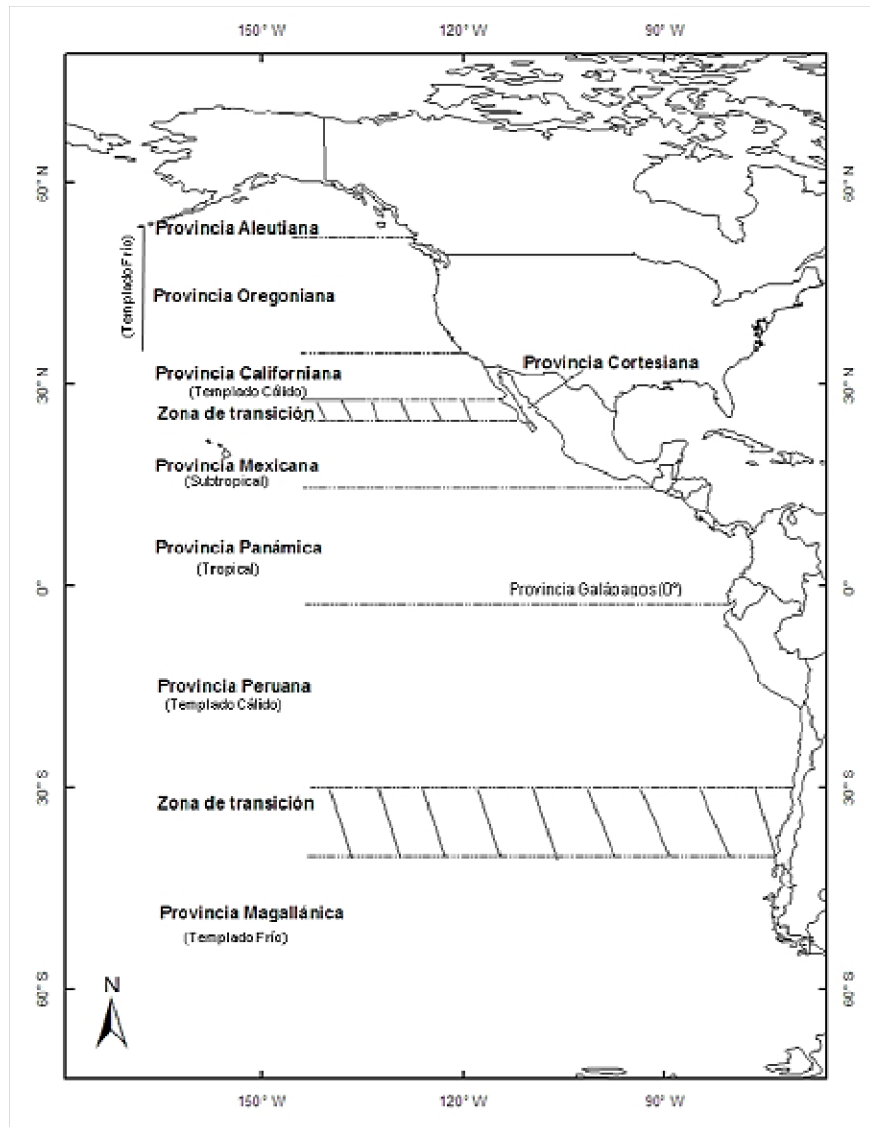 150° W 120° W 90° W
60° N 60° N
Provincia Aleutiana
(Templado Frío)
Provincia Oregoniana
30° N 30° N
Provincia Cortesiana
Provincia Californiana
(Templado Cálido)
Zona de transición
Provincia Mexicana
(Subtropical)
Provincia Panámica
(Tropical)
0° 0°
Provincia Galápagos (0°)
Provincia Peruana
(Templado Cálido)
30° S 30° S
Zona de transición
Provincia Magallánica
(Templado Frío)
60° S 60° S
N
150° W 120° W 90° W